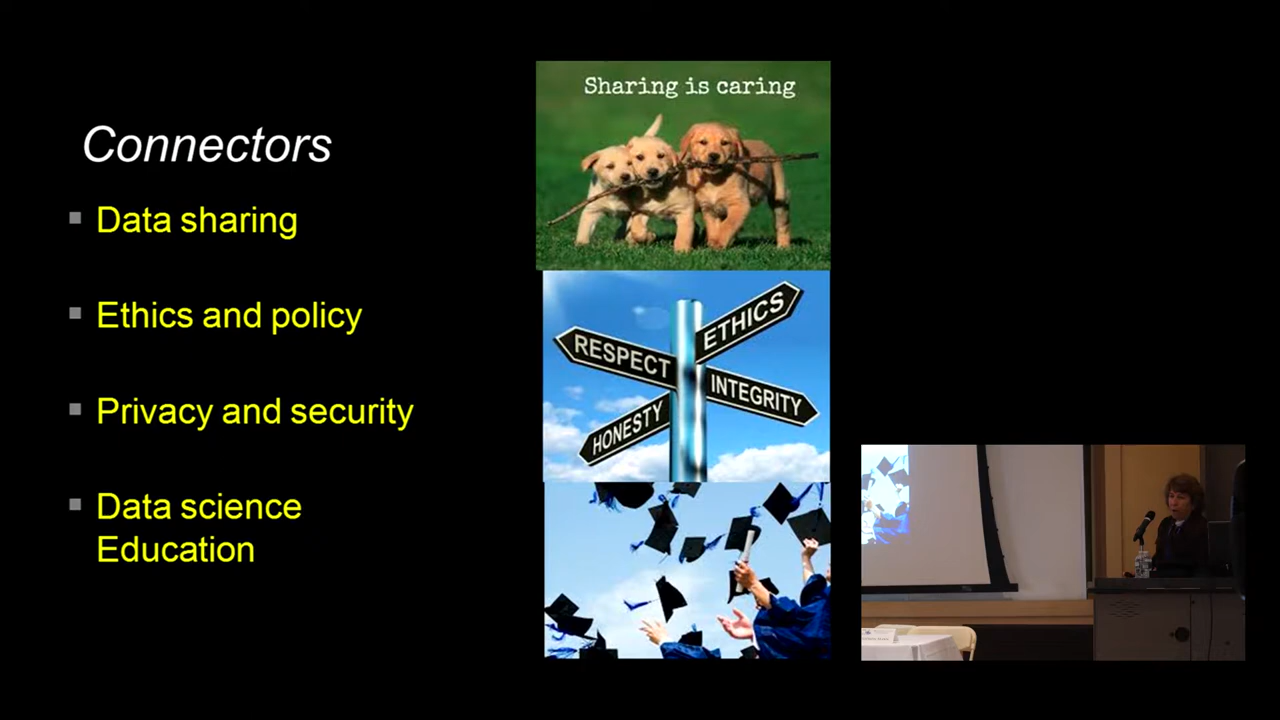 Connectors
Data sharing
Ethics and policy
Privacy and security
Data science
Education
Sharing is caring
ETHICS
RESPECT
INTEGRITY
HONESTY